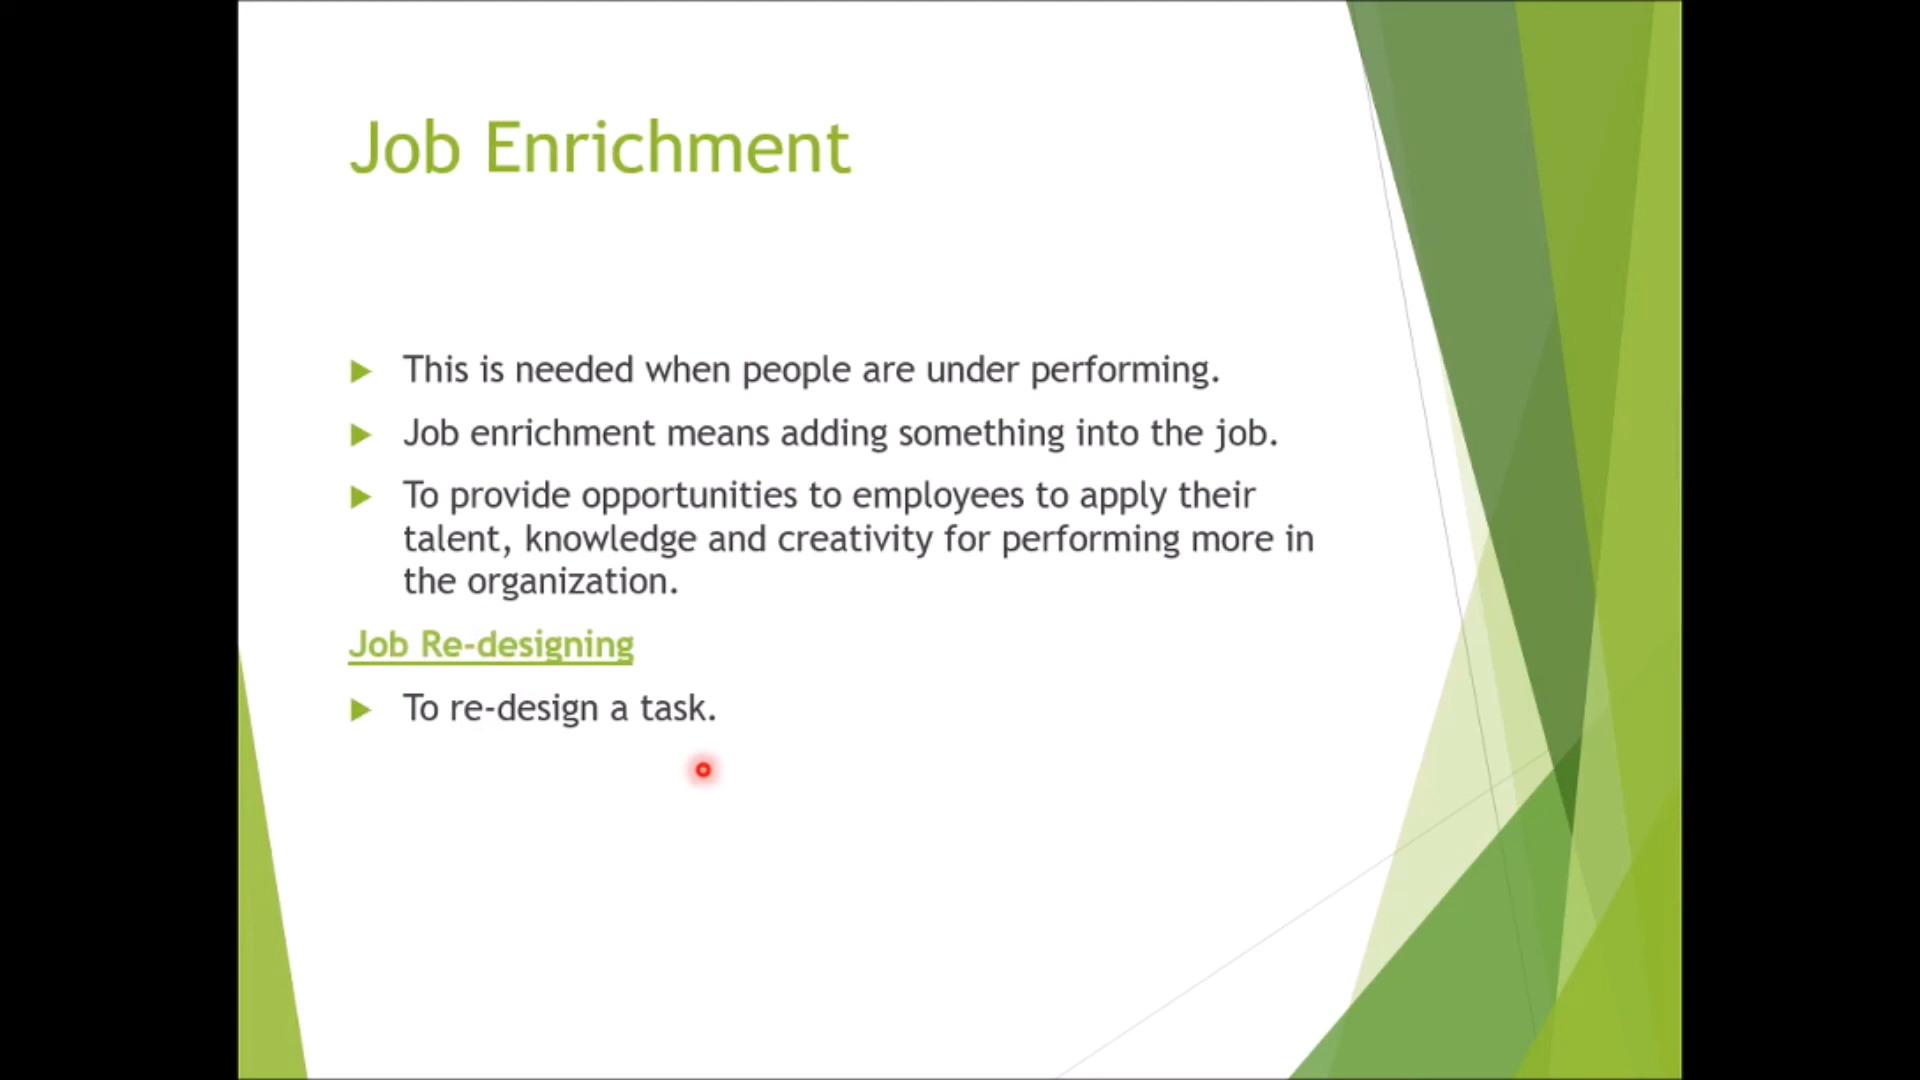 Job Enrichment
This is needed when people are under performing.
Job enrichment means adding something into the job.
To provide opportunities to employees to apply their
talent, knowledge and creativity for performing more in
the organization.
Job Re-designing
To re-design a task.